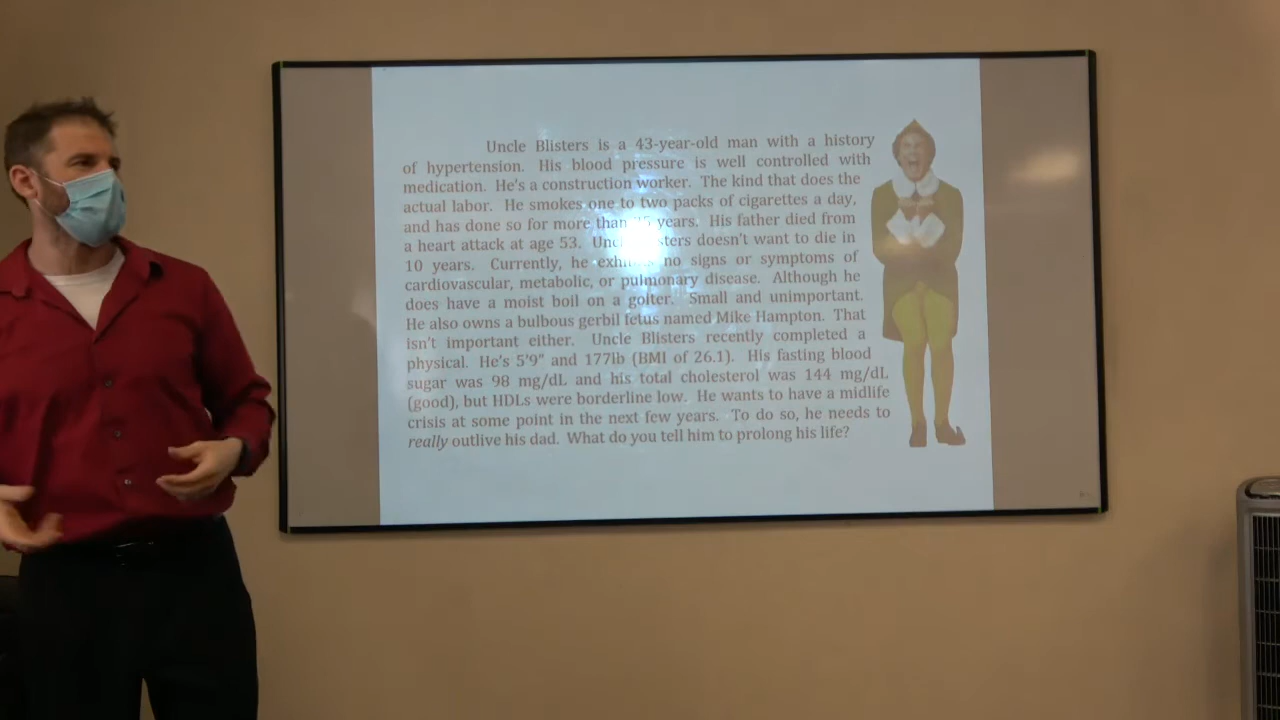 Uncle Blisters is a 43-year-old man with a history
of hypertension. His blood pressure is well controlled with
medication. He's a construction worker. The kind that does the
actual labor. He smokes one to two packs of cigarettes a day,
and has done so for more than years. His father died from
a heart attack at age 53. doesn't want to die in
10 years. Currently, he no signs or symptoms of
cardiovascular, metabolic, or pulmonary disease. Although he
does have a moist boil on a goiter. Small and unimportant.
He also owns a bulbous gerbil fetus named Mike Hampton. That
isn't important either. Uncle Blisters recently completed a
physical. He's 5'9" and 177lb (BMI of 26.1). His fasting blood
sugar was 98 mg/dL and his total cholesterol was 144 mg/dL
(good), but HDLs were borderline low. He wants to have a midlife
crisis at some point in the next few years. To do so, he needs to
really outlive his dad. What do you tell him to prolong his life?